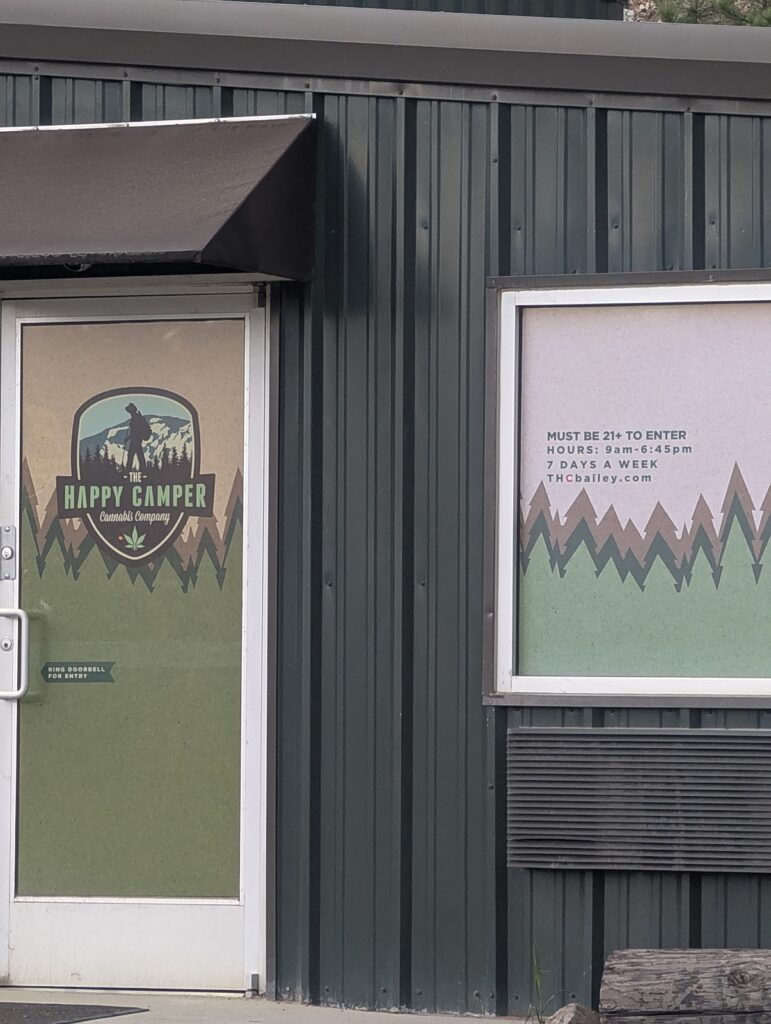 THE
HAPPY CAMPER
Cannabis Company
RING DOORBELL
FOR ENTRY
MUST BE 21+ TO ENTER
HOURS: 9am-6:45pm
7 DAYS A WEEK
THCbailey.com